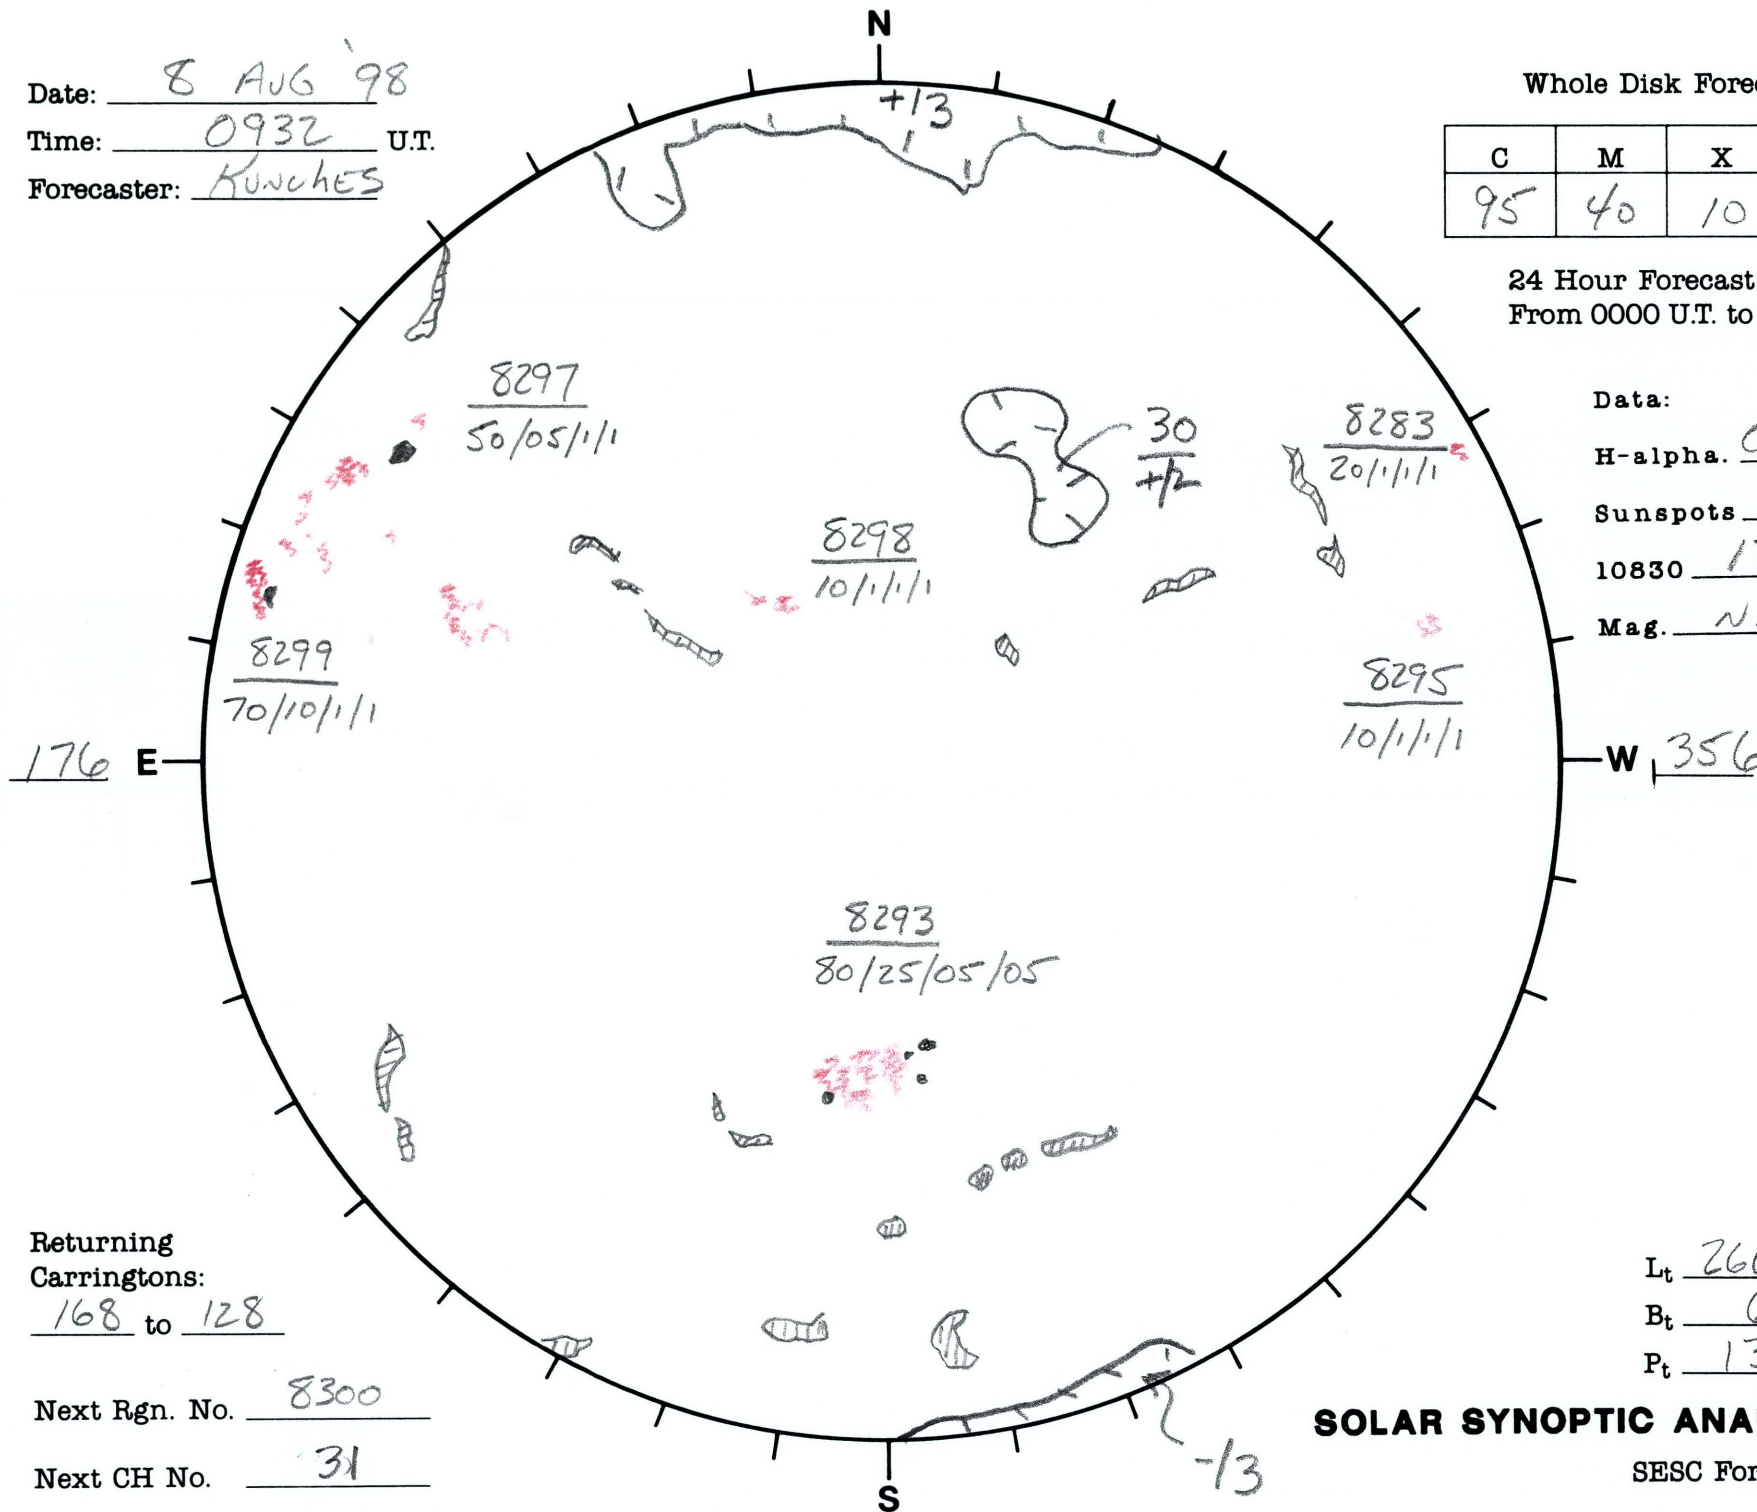 N
Date: 8 AUG '98
Time: 0932 U.T.
Forecaster: KUNCHES
Whole Disk Forec
C M X
95 40 10
24 Hour Forecast
From 0000 U.T. to
+13
8297
50/05/1/1
30
+/2
8283
20/1/1/1
Data:
H-alpha.
Sunspots
10830
Mag. N
8298
10/1/1/1
8299
70/10/1/1
8295
10/1/1/1
176 E
W 356
8293
80/25/05/05
Returning
Carringtons:
168 to 128
Next Rgn. No. 8300
Next CH No. 31
Lt 266
Bt 6
Pt 13
-13
SOLAR SYNOPTIC ANA
SESC For
S